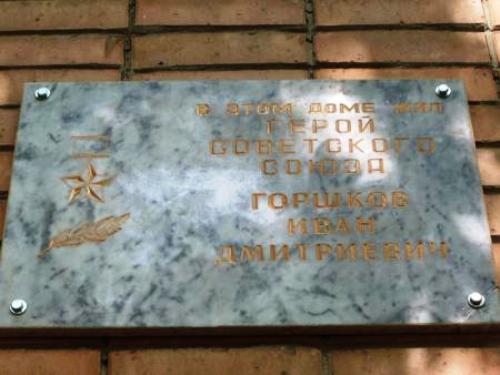 В ЭТОМ ДОМЕ ЖИЛ
ГЕРОЙ
СОВЕТСКОГО
СОЮЗА
ГОРШКОВ
ИВАН
ДМИТРИЕВИЧ